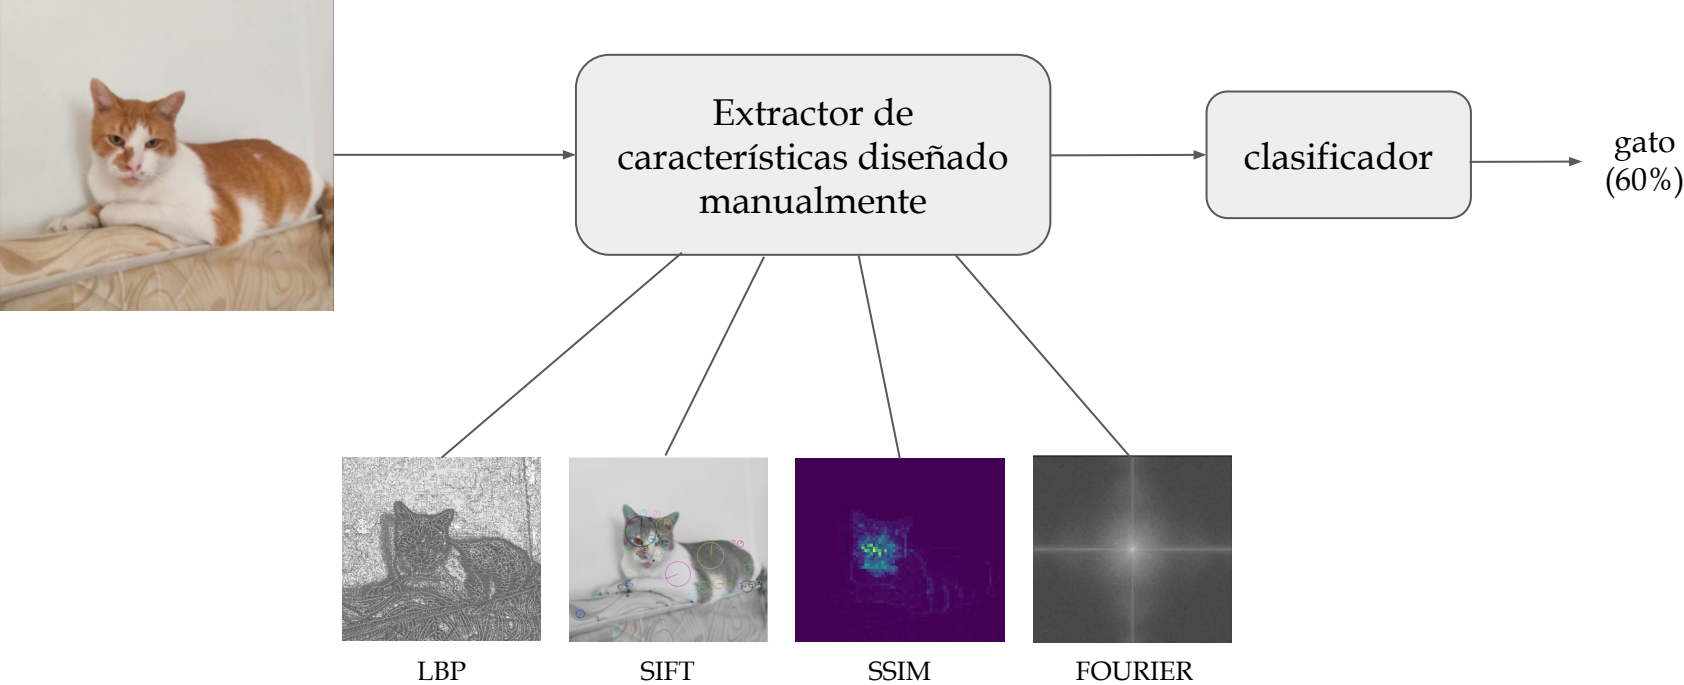 Extractor de
características diseñado
manualmente
clasificador
gato
(60%)
LBP
SIFT
SSIM
FOURIER